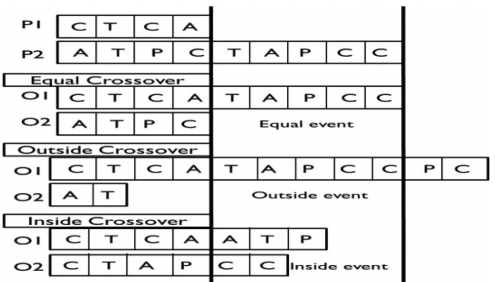 P1 C T C A
P2 A T P C T A P C C
Equal Crossover
O1 C T C A T A P C C
O2 A T P C Equal event
Outside Crossover
O1 C T C A T A P C C P C
O2 A T Outside event
Inside Crossover
O1 C T C A A T P
O2 C T A P C C Inside event